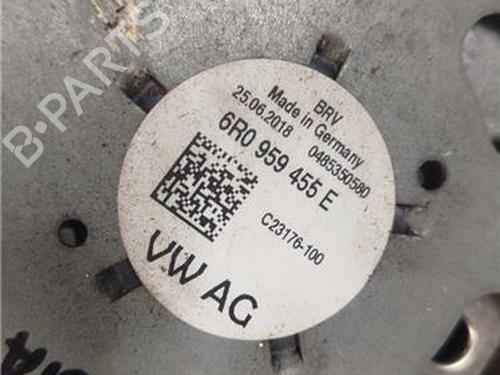 BRV
Made in Germany
25.06.2018 0485350580
6R0 959 455 E
C23176-100
VW AG
B-PARTS